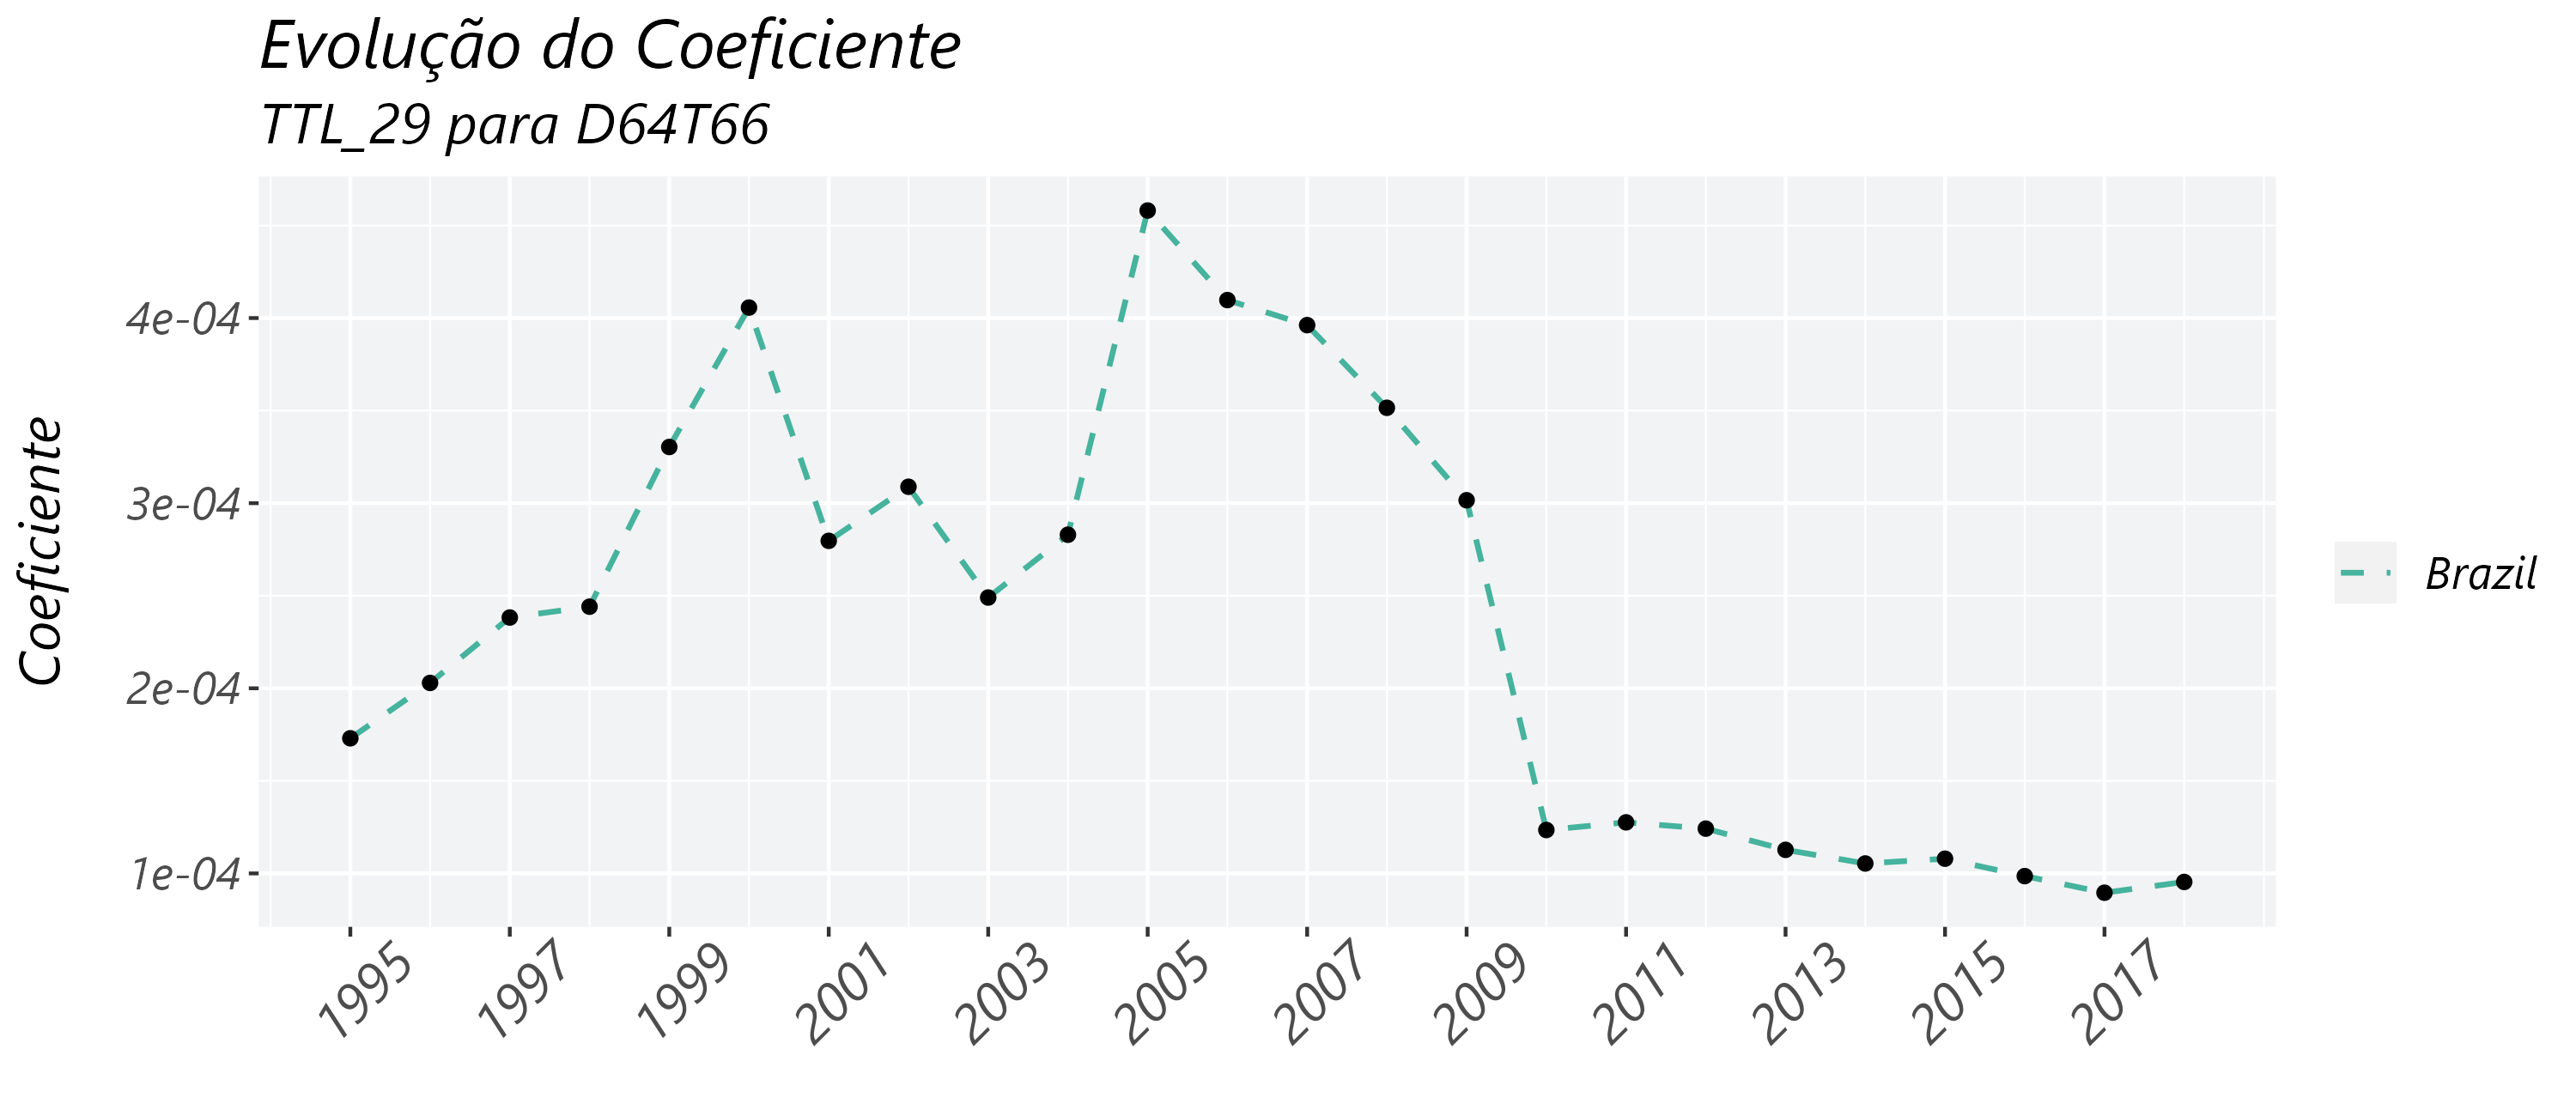 Evolução do Coeficiente
TTL_29 para D64T66
Coeficiente
4e-04
3e-04
2e-04
1e-04
1995
1997
1999
2001
2003
2005
2007
2009
2011
2013
2015
2017
Brazil